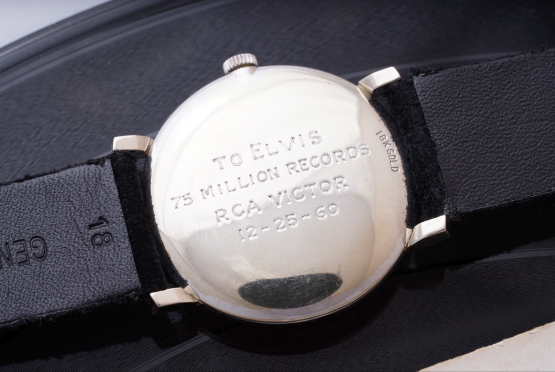 TO ELVIS
75 MILLION RECORDS
RCA VICTOR
12-25-60
18K GOLD
18
GEN